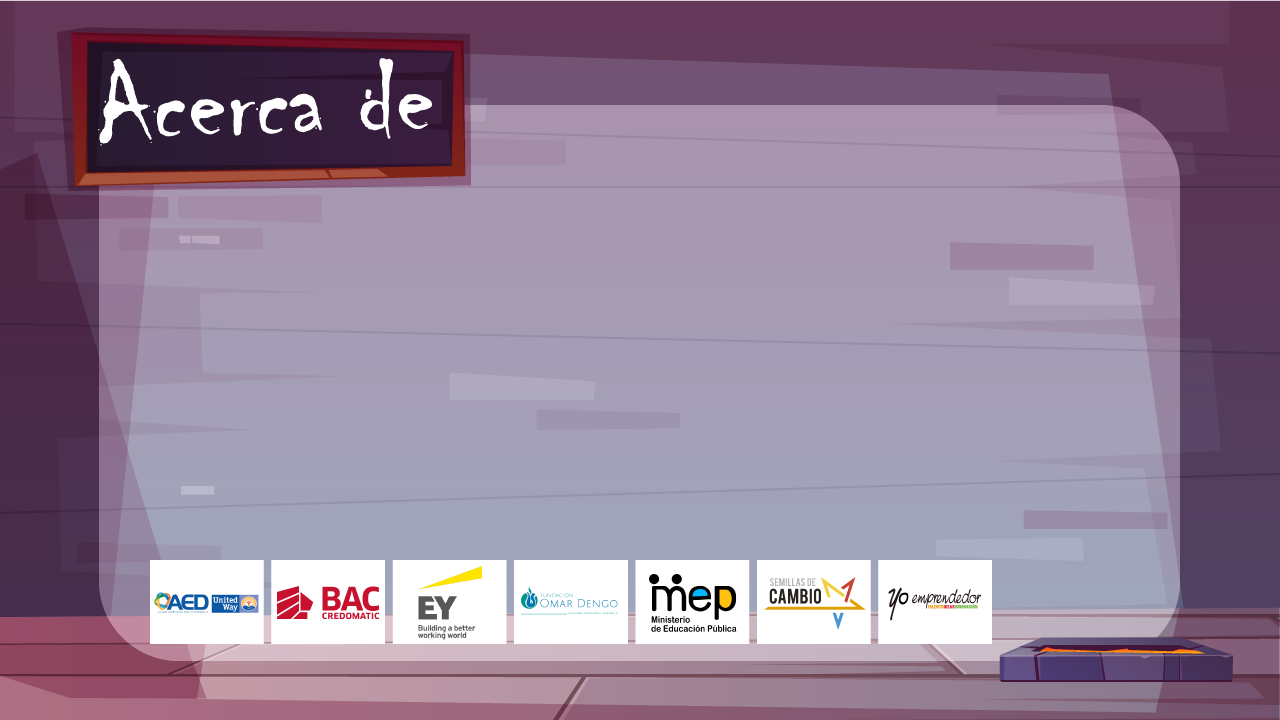 Acerca de
AED United Way
BAC CREDOMATIC
EY
Building a better
working world
FUNDACIÓN
OMAR DENGO
mep
Ministerio
de Educación Pública
SEMILLAS DE
CAMBIO
yo emprendedor